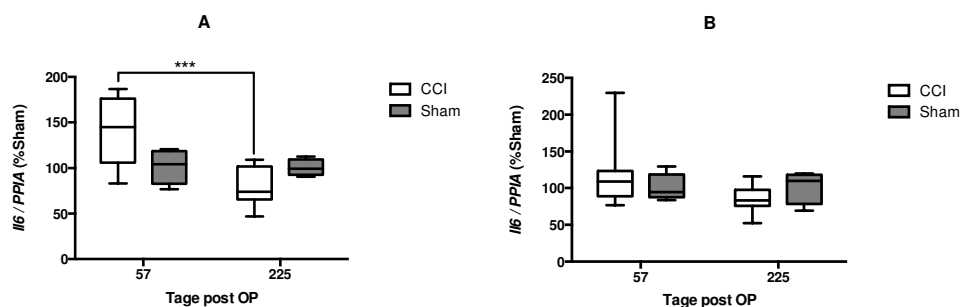 A
***
Il6 / PPIA (%Sham)
200
150
100
50
0
57
225
Tage post OP
CCI
Sham
B
Il6 / PPIA (%Sham)
250
200
150
100
50
0
57
225
Tage post OP
CCI
Sham